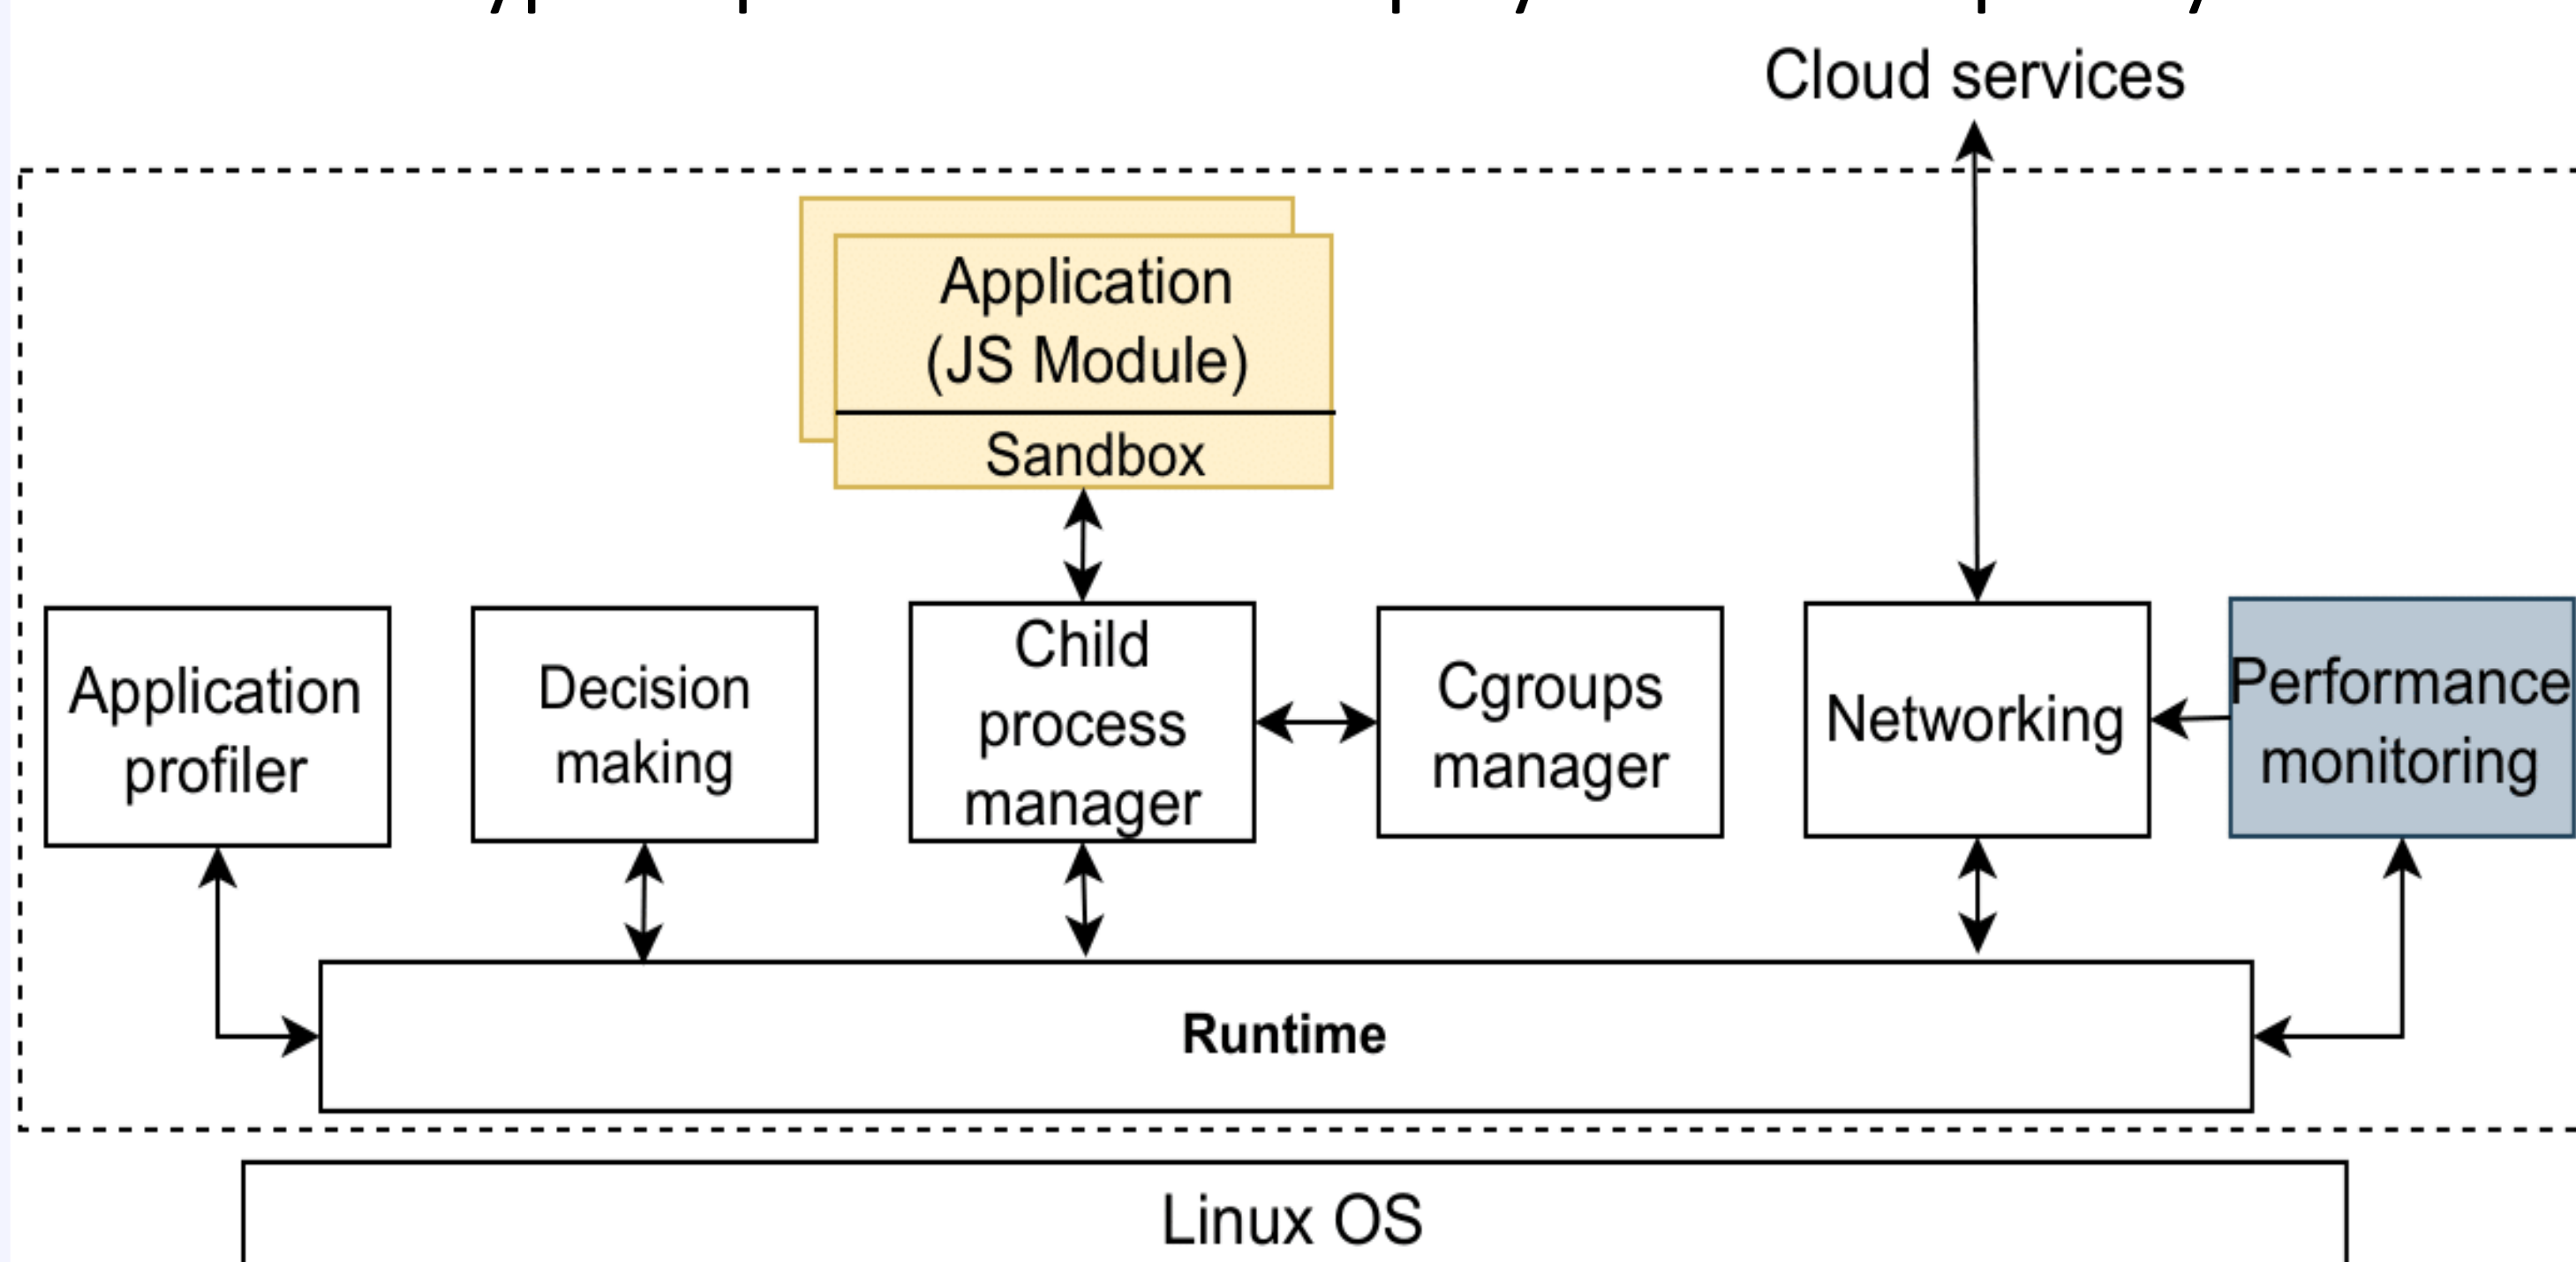 Cloud services
Application
(JS Module)
Sandbox
Application
profiler
Decision
making
Child
process
manager
Cgroups
manager
Networking
Performance
monitoring
Runtime
Linux OS